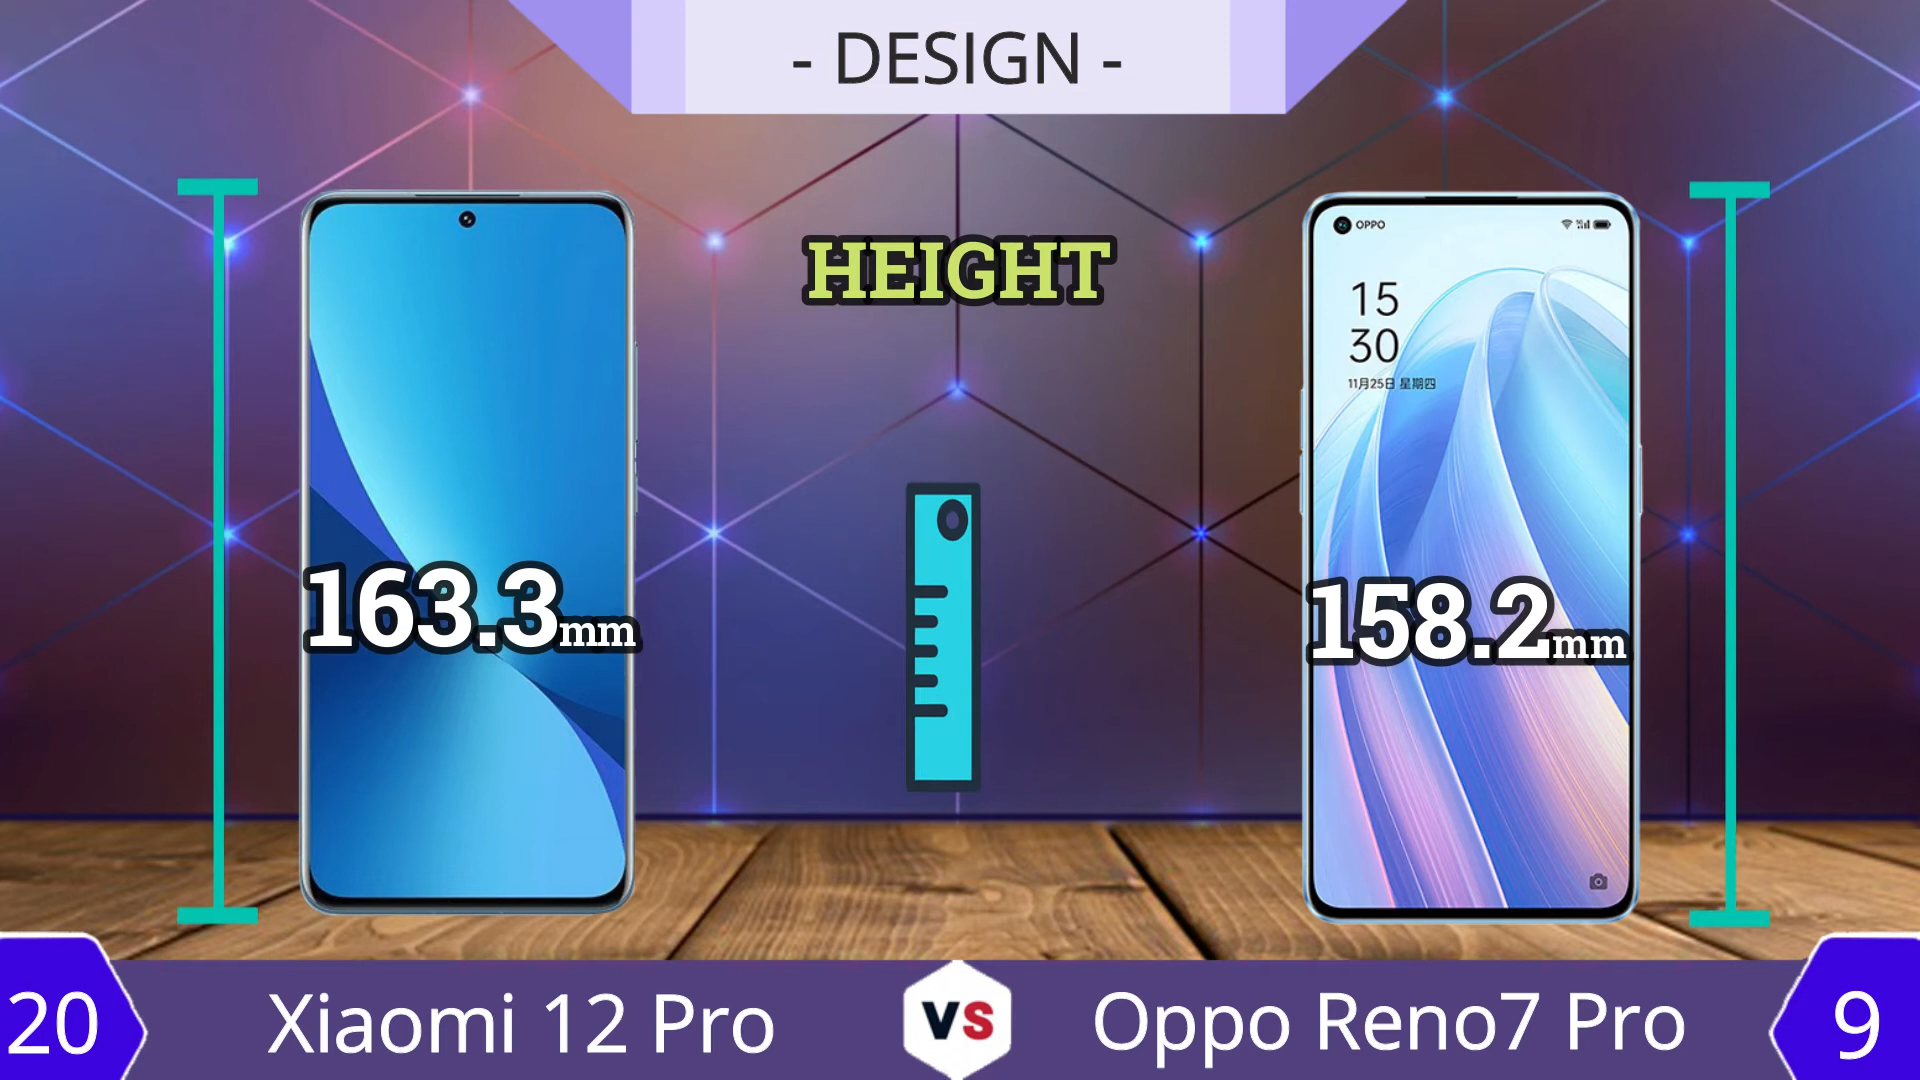 - DESIGN -
HEIGHT
OPPO
15
30
11月25日 星期四
163.3mm
158.2mm
20
Xiaomi 12 Pro
VS
Oppo Reno7 Pro
9